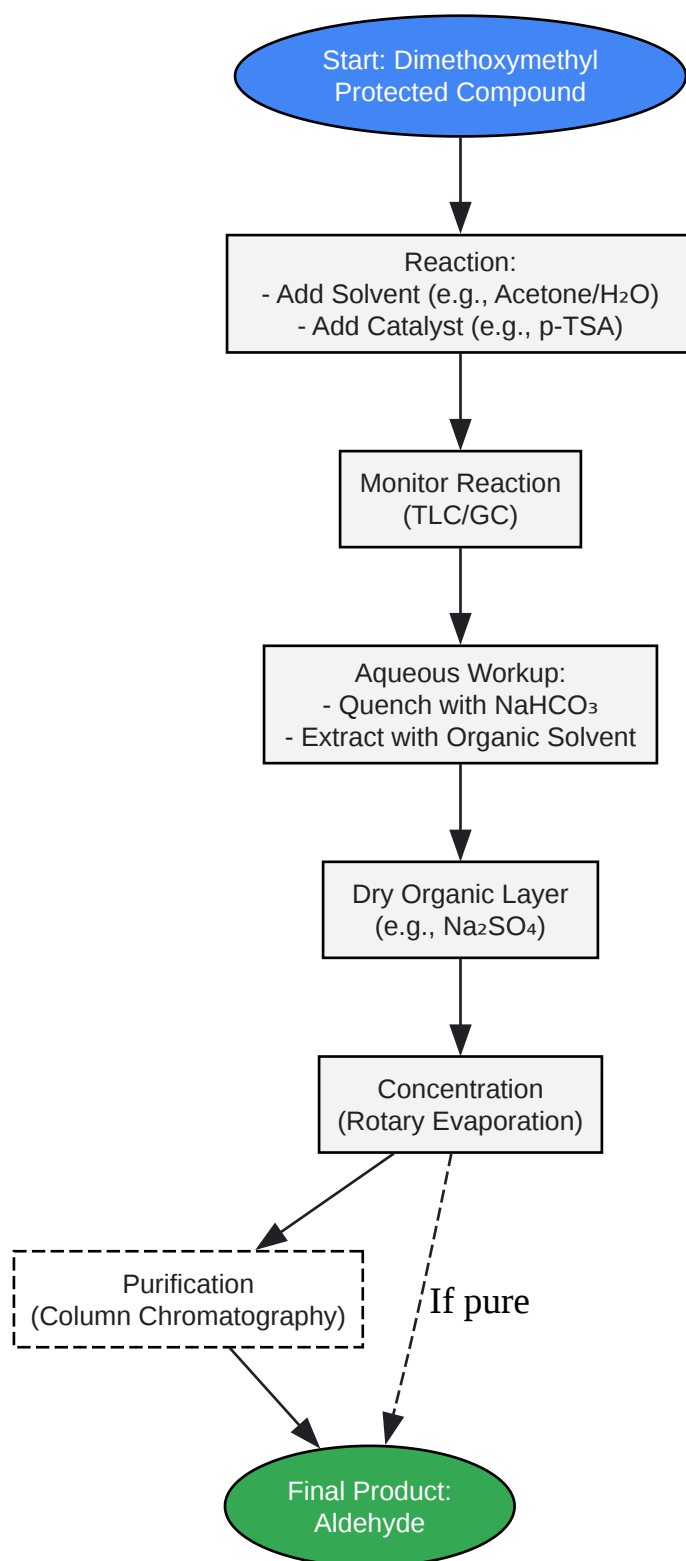 Start: Dimethoxymethyl
Protected Compound
Reaction:
- Add Solvent (e.g., Acetone/H₂O)
- Add Catalyst (e.g., p-TSA)
Monitor Reaction
(TLC/GC)
Aqueous Workup:
- Quench with NaHCO₃
- Extract with Organic Solvent
Dry Organic Layer
(e.g., Na₂SO₄)
Concentration
(Rotary Evaporation)
Purification
(Column Chromatography)
If pure
Final Product:
Aldehyde